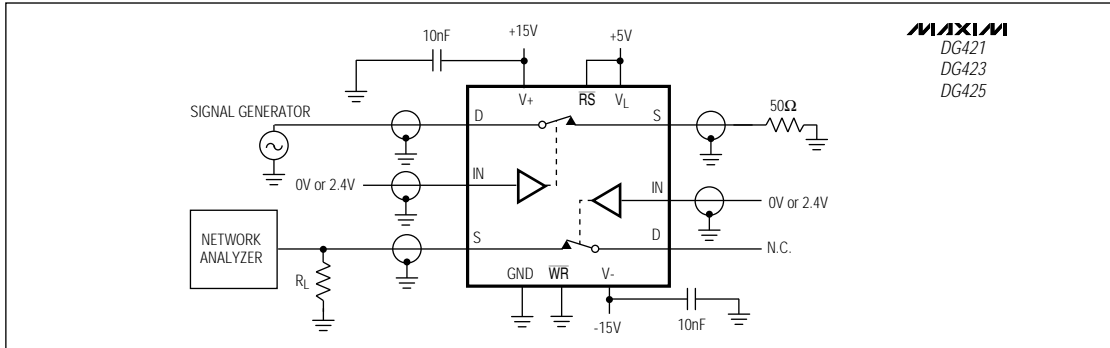 MAXIM
DG421
DG423
DG425
10nF
+15V
+5V
V+
RS
VL
SIGNAL GENERATOR
D
S
50Ω
IN
0V or 2.4V
IN
0V or 2.4V
NETWORK
ANALYZER
S
D
N.C.
RL
GND
WR
V-
-15V
10nF